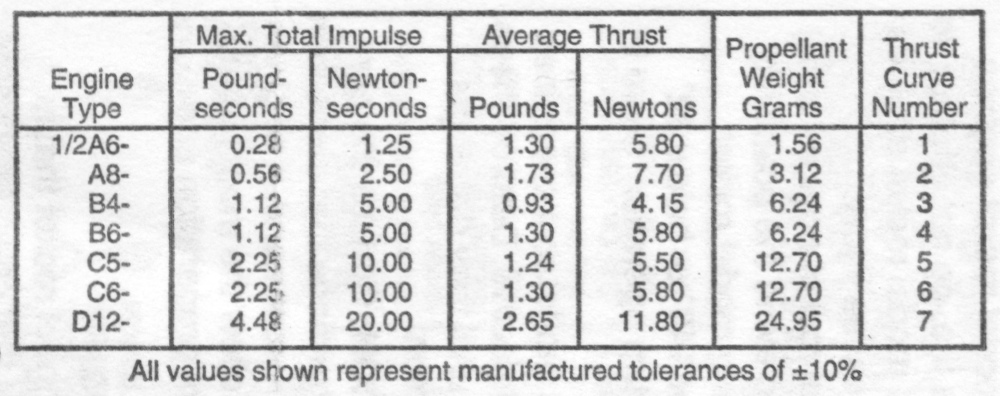 Max. Total Impulse Average Thrust
Engine Type Pound-seconds Newton-seconds Pounds Newtons Propellant Weight Grams Thrust Curve Number
1/2A6- 0.28 1.25 1.30 5.80 1.56 1
A8- 0.56 2.50 1.73 7.70 3.12 2
B4- 1.12 5.00 0.93 4.15 6.24 3
B6- 1.12 5.00 1.30 5.80 6.24 4
C5- 2.25 10.00 1.24 5.50 12.70 5
C6- 2.25 10.00 1.30 5.80 12.70 6
D12- 4.48 20.00 2.65 11.80 24.95 7
All values shown represent manufactured tolerances of ±10%